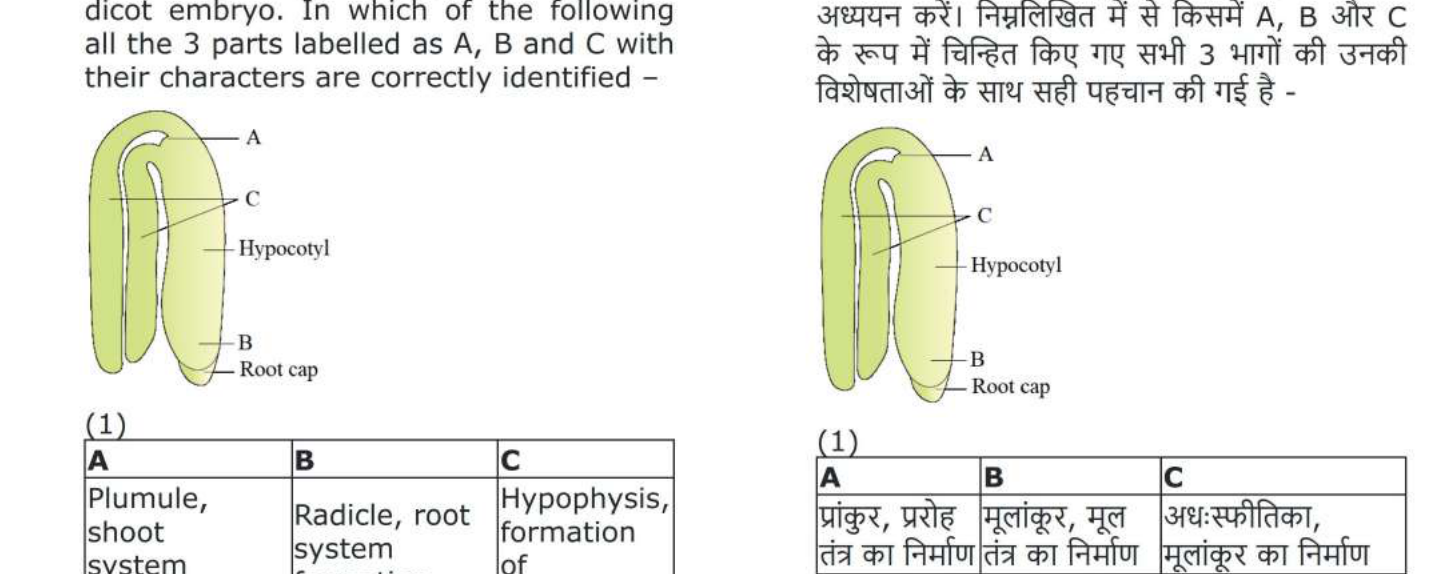 dicot embryo. In which of the following
all the 3 parts labelled as A, B and C with
their characters are correctly identified –
A
C
Hypocotyl
B
Root cap
(1)
A B C
Plumule, shoot system
Radicle, root system
Hypophysis, formation of
अध्ययन करें। निम्नलिखित में से किसमें A, B और C
के रूप में चिन्हित किए गए सभी 3 भागों की उनकी
विशेषताओं के साथ सही पहचान की गई है -
A
C
Hypocotyl
B
Root cap
(1)
A B C
प्रांकुर, प्ररोह तंत्र का निर्माण
मूलांकूर, मूल तंत्र का निर्माण
अधःस्फीतिका, मूलांकूर का निर्माण